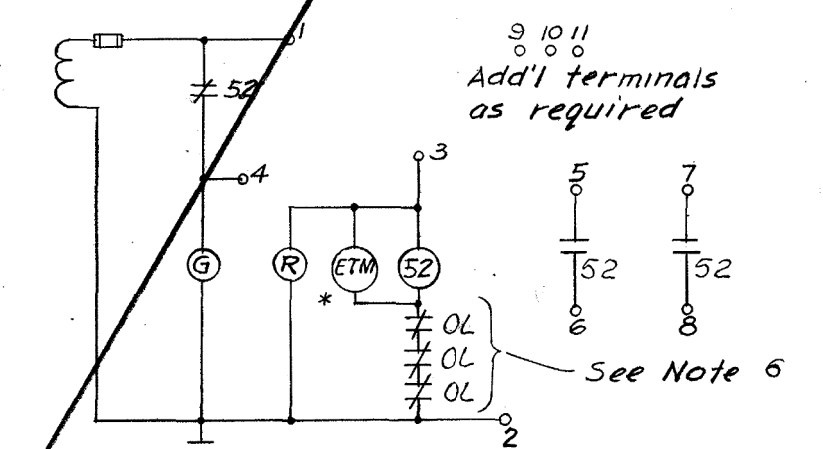 1
9 10 11
Add'l terminals
as required
52
4
3
5
7
G
R
ETM
52
52
52
*
6
8
OL
OL
OL
See Note 6
2